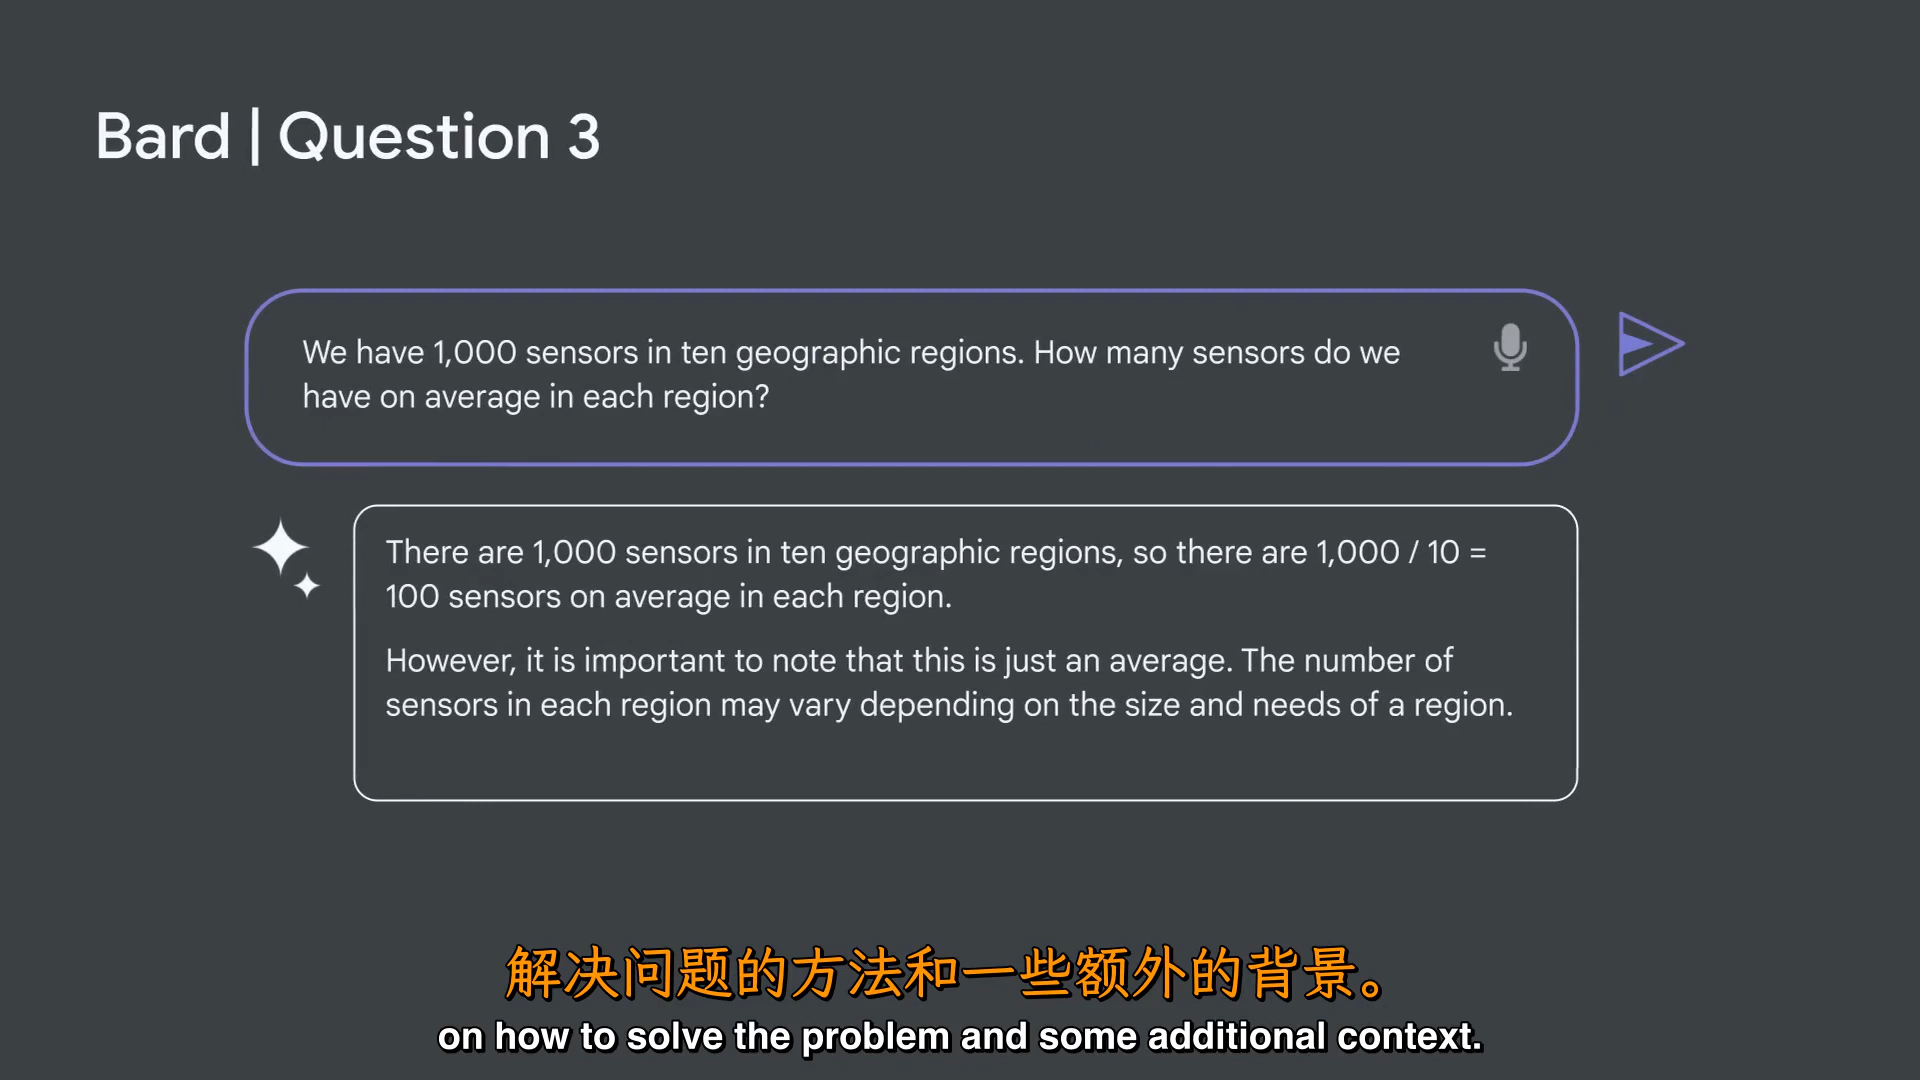 Bard | Question 3
We have 1,000 sensors in ten geographic regions. How many sensors do we
have on average in each region?
There are 1,000 sensors in ten geographic regions, so there are 1,000 / 10 =
100 sensors on average in each region.
However, it is important to note that this is just an average. The number of
sensors in each region may vary depending on the size and needs of a region.
解决问题的方法和一些额外的背景。
on how to solve the problem and some additional context.